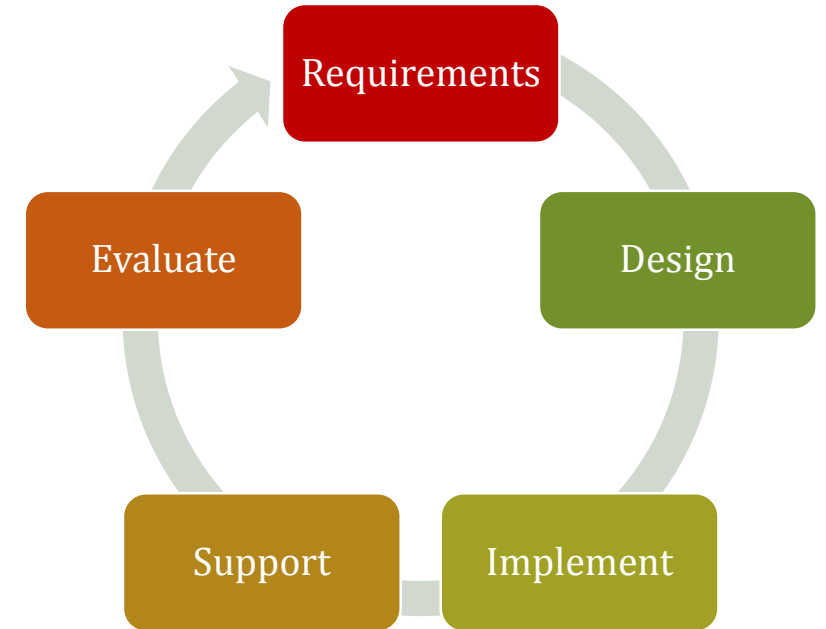 Requirements
Design
Implement
Support
Evaluate